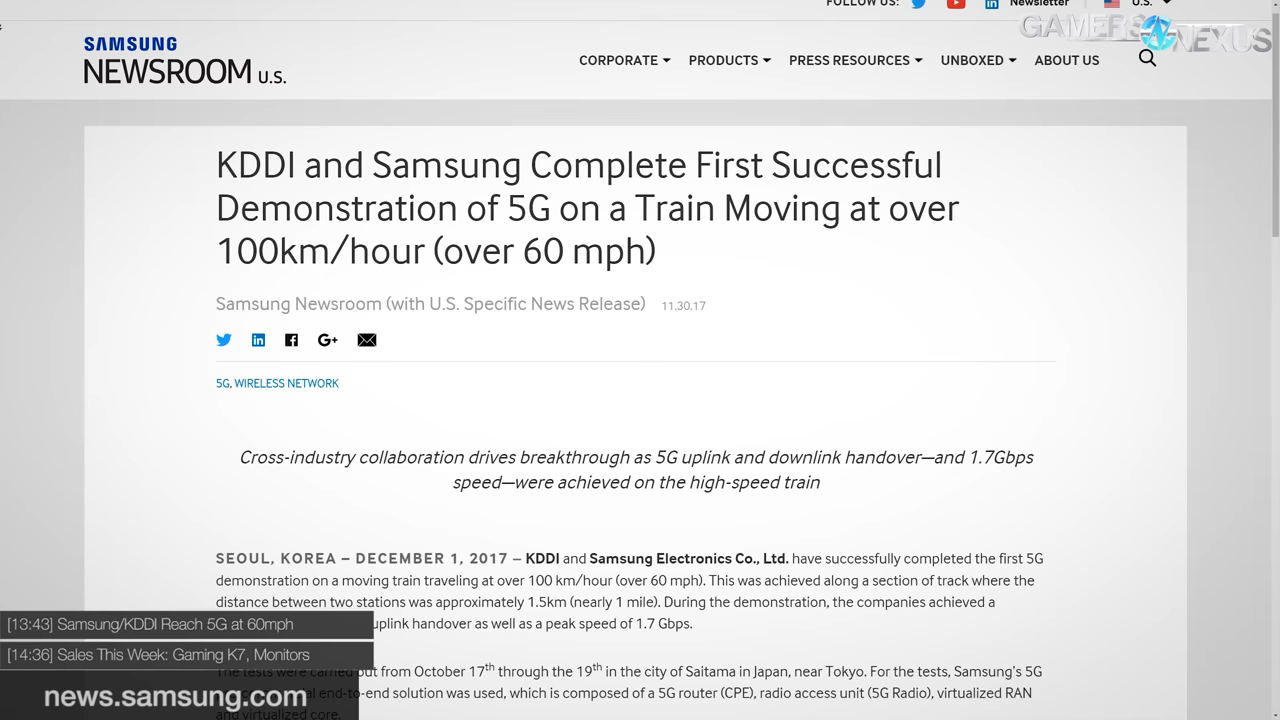 FOLLOW US:
Newsletter
U.S.
GAMERS NEXUS
SAMSUNG
NEWSROOM U.S.
CORPORATE PRODUCTS PRESS RESOURCES UNBOXED ABOUT US
KDDI and Samsung Complete First Successful
Demonstration of 5G on a Train Moving at over
100km/hour (over 60 mph)
Samsung Newsroom (with U.S. Specific News Release) 11.30.17
5G, WIRELESS NETWORK
Cross-industry collaboration drives breakthrough as 5G uplink and downlink handover—and 1.7Gbps
speed—were achieved on the high-speed train
SEOUL, KOREA – DECEMBER 1, 2017 – KDDI and Samsung Electronics Co., Ltd. have successfully completed the first 5G
demonstration on a moving train traveling at over 100 km/hour (over 60 mph). This was achieved along a section of track where the
distance between two stations was approximately 1.5km (nearly 1 mile). During the demonstration, the companies achieved a
uplink handover as well as a peak speed of 1.7 Gbps.
The tests were carried out from October 17th through the 19th in the city of Saitama in Japan, near Tokyo. For the tests, Samsung's 5G
end-to-end solution was used, which is composed of a 5G router (CPE), radio access unit (5G Radio), virtualized RAN
and virtualized core.
[13:43] Samsung/KDDI Reach 5G at 60mph
[14:36] Sales This Week: Gaming K7, Monitors
news.samsung.com